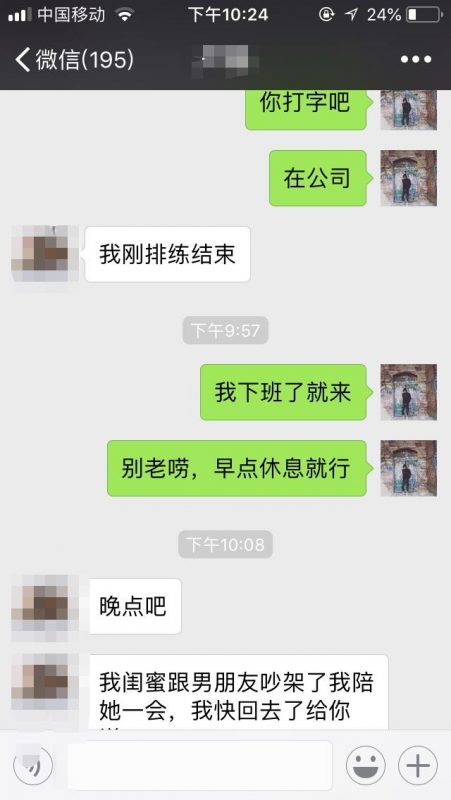 中国移动
下午10:24
24%
微信(195)
你打字吧
在公司
我刚排练结束
下午9:57
我下班了就来
别老唠，早点休息就行
下午10:08
晚点吧
我闺蜜跟男朋友吵架了我陪
她一会，我快回去了给你